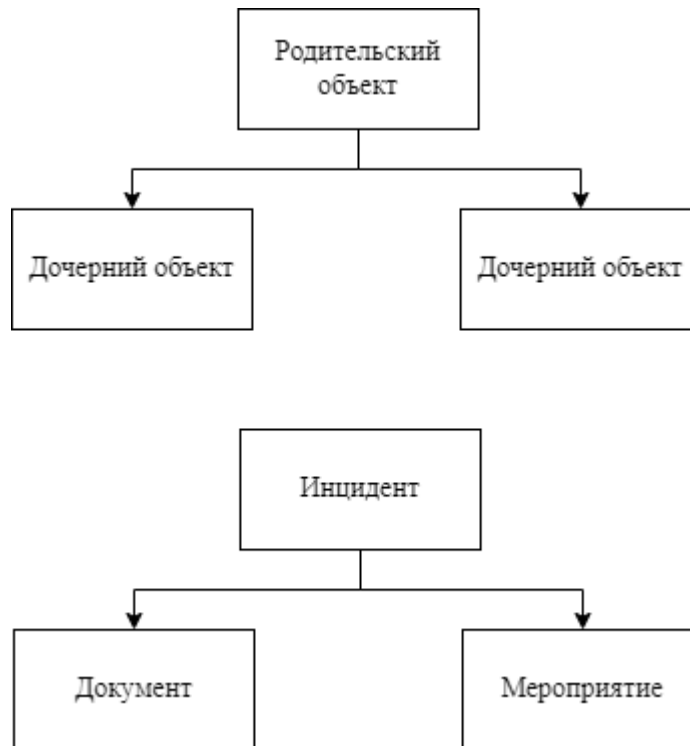 Родительский
объект
Дочерний объект
Дочерний объект
Инцидент
Документ
Мероприятие